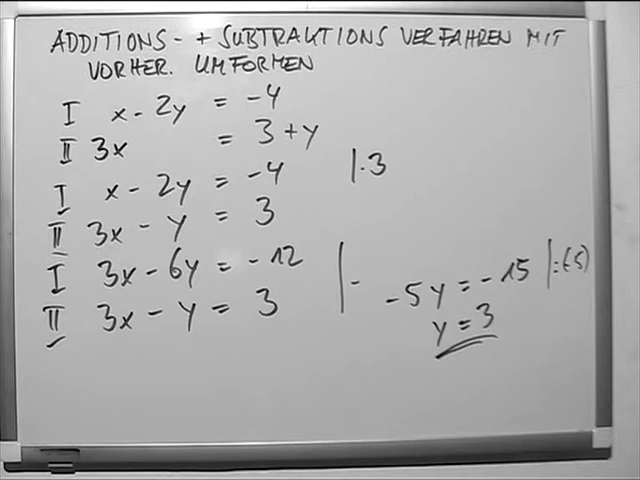 ADDITIONS- + SUBTRAKTIONS VERFAHREN MIT
VORHER. UMFORMEN
I x - 2y = -4
II 3x = 3 + y
I x - 2y = -4 | · 3
II 3x - y = 3
I 3x - 6y = -12 | -
II 3x - y = 3
-5y = -15 | : (-5)
y = 3